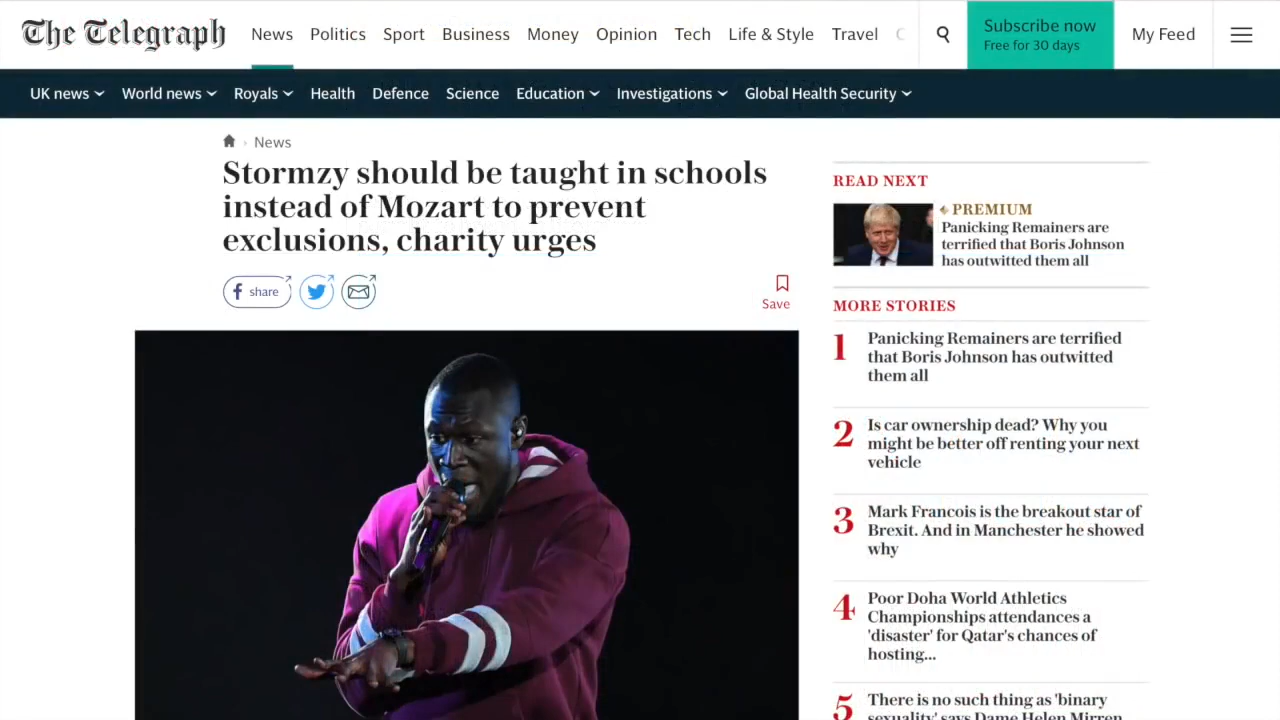 The Telegraph
News Politics Sport Business Money Opinion Tech Life & Style Travel
Subscribe now
Free for 30 days
My Feed
UK news World news Royals Health Defence Science Education Investigations Global Health Security
News
Stormzy should be taught in schools
instead of Mozart to prevent
exclusions, charity urges
share
Save
READ NEXT
PREMIUM
Panicking Remainers are
terrified that Boris Johnson
has outwitted them all
MORE STORIES
1
Panicking Remainers are terrified
that Boris Johnson has outwitted
them all
2
Is car ownership dead? Why you
might be better off renting your next
vehicle
3
Mark Francois is the breakout star of
Brexit. And in Manchester he showed
why
4
Poor Doha World Athletics
Championships attendances a
'disaster' for Qatar's chances of
hosting...
5
There is no such thing as 'binary
sexuality' says Dame Helen Mirren